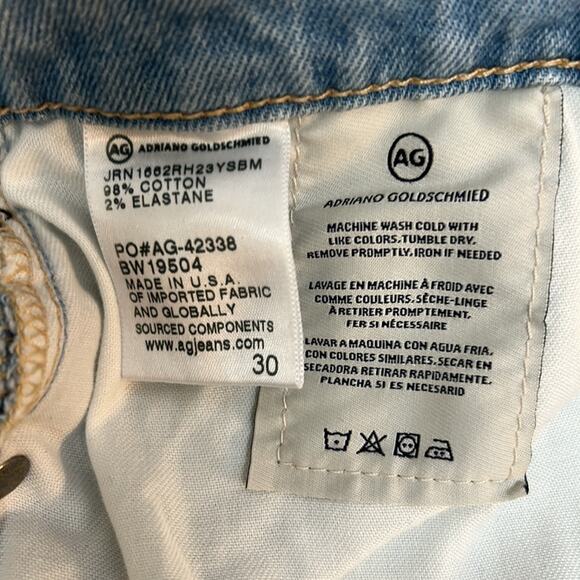 AG ADRIANO GOLDSCHMIED
JRN1662RH23YSBM
98% COTTON
2% ELASTANE
PO#AG-42338
BW19504
MADE IN U.S.A.
OF IMPORTED FABRIC
AND GLOBALLY
SOURCED COMPONENTS
www.agjeans.com
30
AG
ADRIANO GOLDSCHMIED
MACHINE WASH COLD WITH
LIKE COLORS.TUMBLE DRY.
REMOVE PROMPTLY, IRON IF NEEDED
LAVAGE EN MACHINE À FROID AVEC
COMME COULEURS. SÈCHE-LINGE
À RETIRER PROMPTEMENT,
FER SI NÉCESSAIRE
LAVAR A MAQUINA CON AGUA FRIA,
CON COLORES SIMILARES. SECAR EN
SECADORA RETIRAR RAPIDAMENTE,
PLANCHA SI ES NECESARIO